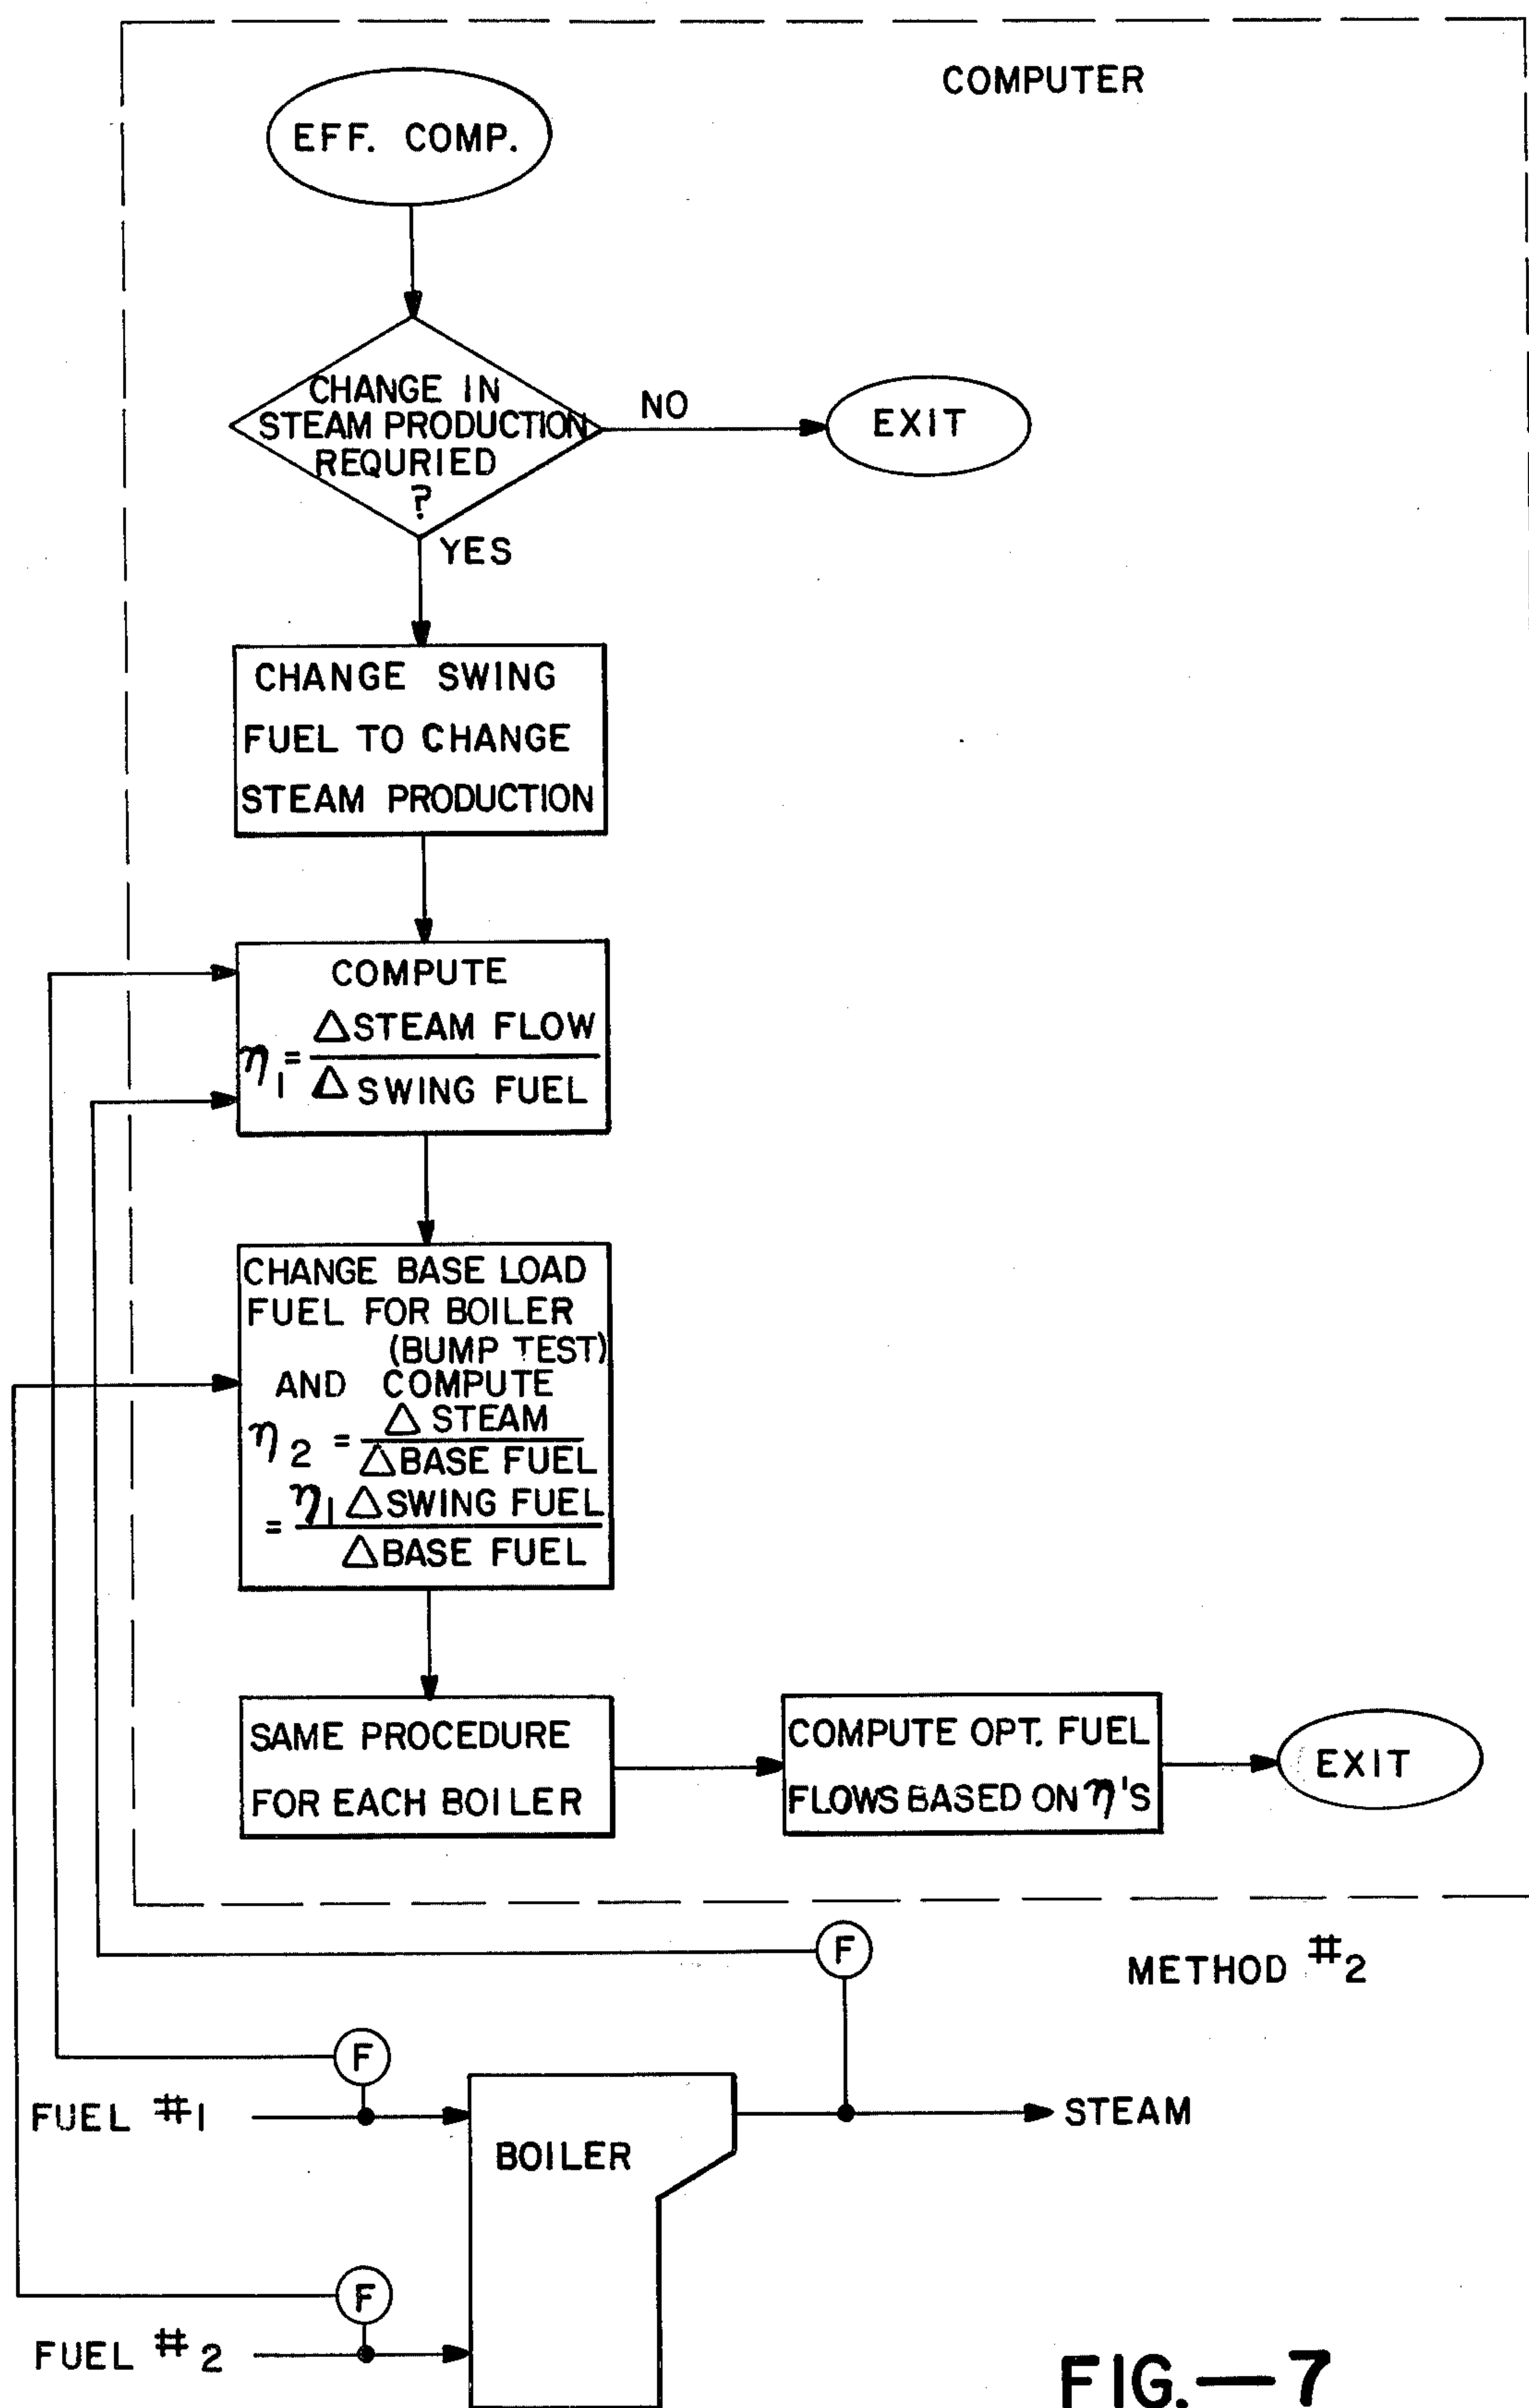 COMPUTER
EFF. COMP.
CHANGE IN
STEAM PRODUCTION
REQURIED
?
NO
EXIT
YES
CHANGE SWING
FUEL TO CHANGE
STEAM PRODUCTION
COMPUTE
η1 = ΔSTEAM FLOW / ΔSWING FUEL
CHANGE BASE LOAD
FUEL FOR BOILER
(BUMP TEST)
AND COMPUTE
η2 = ΔSTEAM / ΔBASE FUEL
= η1 ΔSWING FUEL / ΔBASE FUEL
SAME PROCEDURE
FOR EACH BOILER
COMPUTE OPT. FUEL
FLOWS BASED ON η'S
EXIT
F
METHOD #2
F
FUEL #1
STEAM
BOILER
F
FUEL #2
FIG.—7